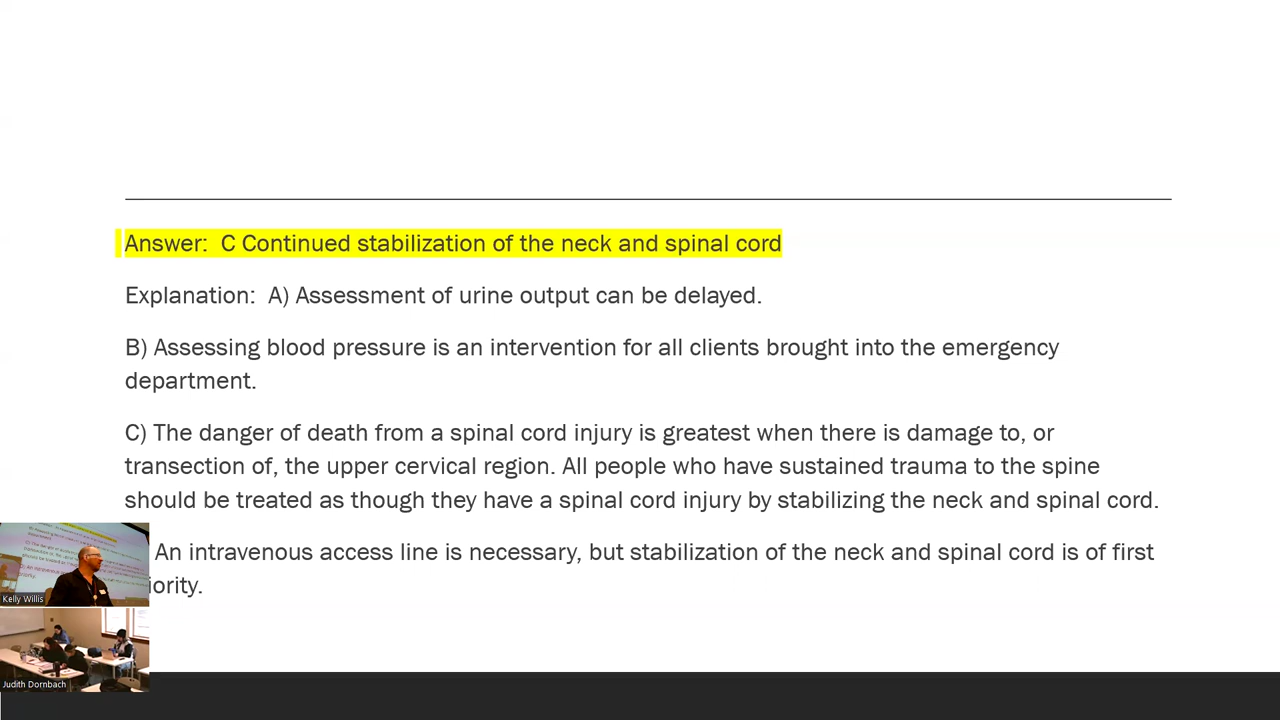 Answer:  C Continued stabilization of the neck and spinal cord
Explanation:  A) Assessment of urine output can be delayed.
B) Assessing blood pressure is an intervention for all clients brought into the emergency
department.
C) The danger of death from a spinal cord injury is greatest when there is damage to, or
transection of, the upper cervical region. All people who have sustained trauma to the spine
should be treated as though they have a spinal cord injury by stabilizing the neck and spinal cord.
An intravenous access line is necessary, but stabilization of the neck and spinal cord is of first
iority.
Kelly Willis
Judith Dornbach